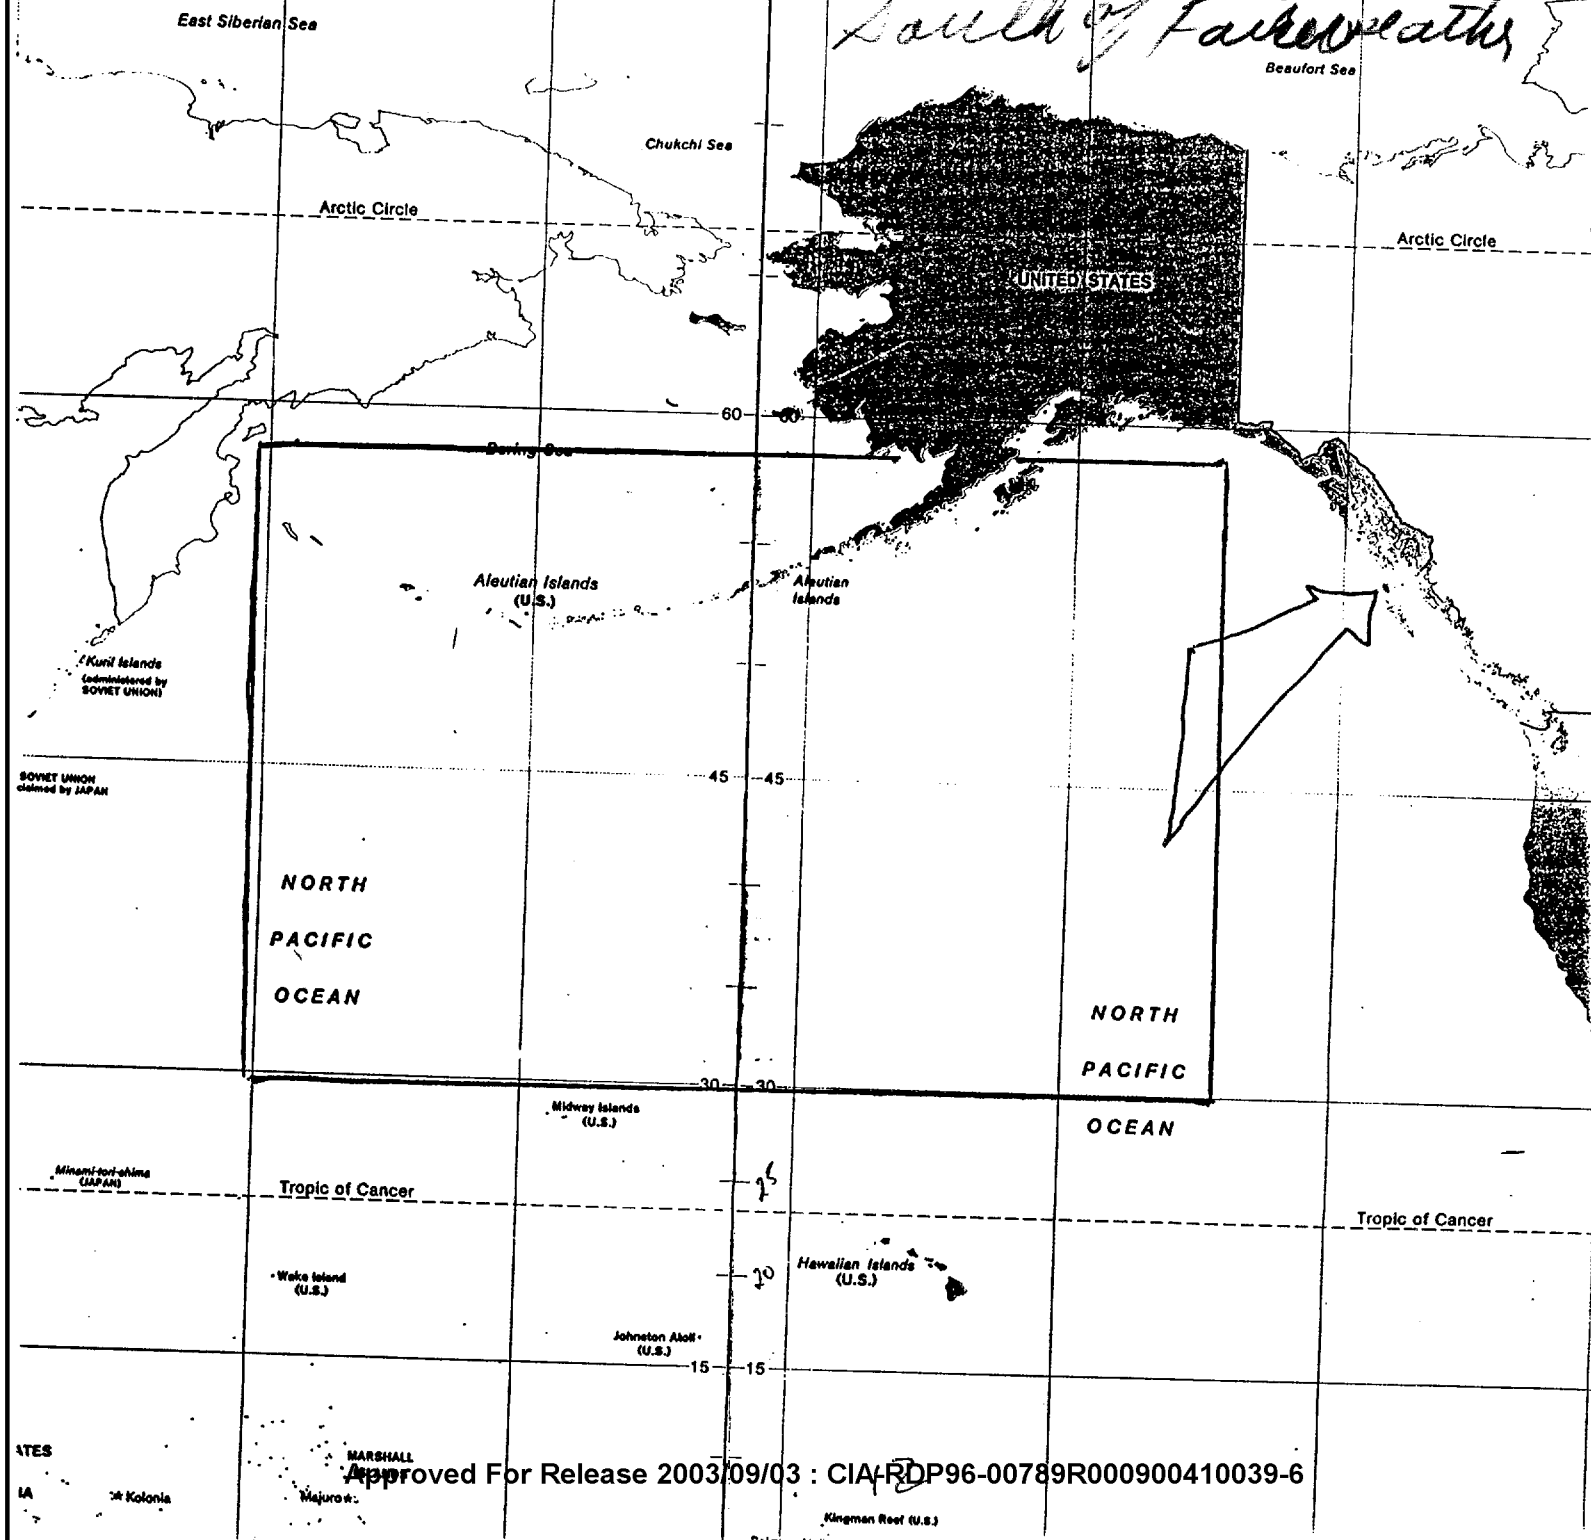 South of Faireweather
East Siberian Sea
Beaufort Sea
Chukchi Sea
Arctic Circle
Arctic Circle
UNITED STATES
60 60
Bering Sea
Aleutian Islands
(U.S.)
Aleutian
Islands
Kuril Islands
(administered by
SOVIET UNION)
SOVIET UNION
claimed by JAPAN
45 45
NORTH
PACIFIC
OCEAN
NORTH
PACIFIC
OCEAN
30 30
Midway Islands
(U.S.)
Minami-tori-shima
(JAPAN)
Tropic of Cancer
25
Tropic of Cancer
Wake Island
(U.S.)
20
Hawaiian Islands
(U.S.)
Johnston Atoll
(U.S.)
15 15
ATES
MARSHALL
Approved For Release 2003/09/03 : CIA-RDP96-00789R000900410039-6
IA
Kolonia
Majuro
Kingman Reef (U.S.)